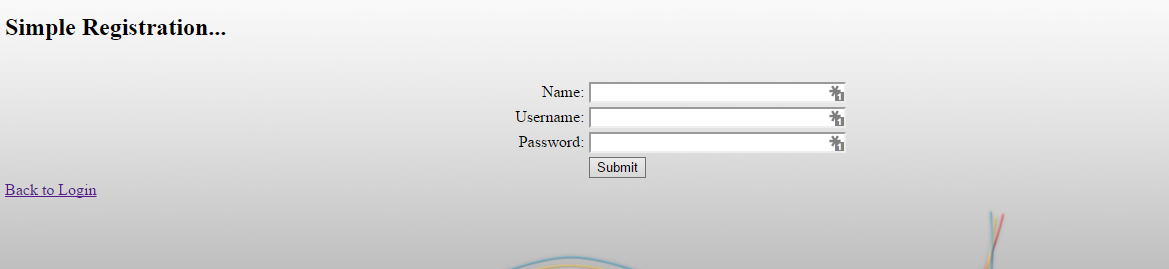 Simple Registration...
Name:
Username:
Password:
Submit
Back to Login